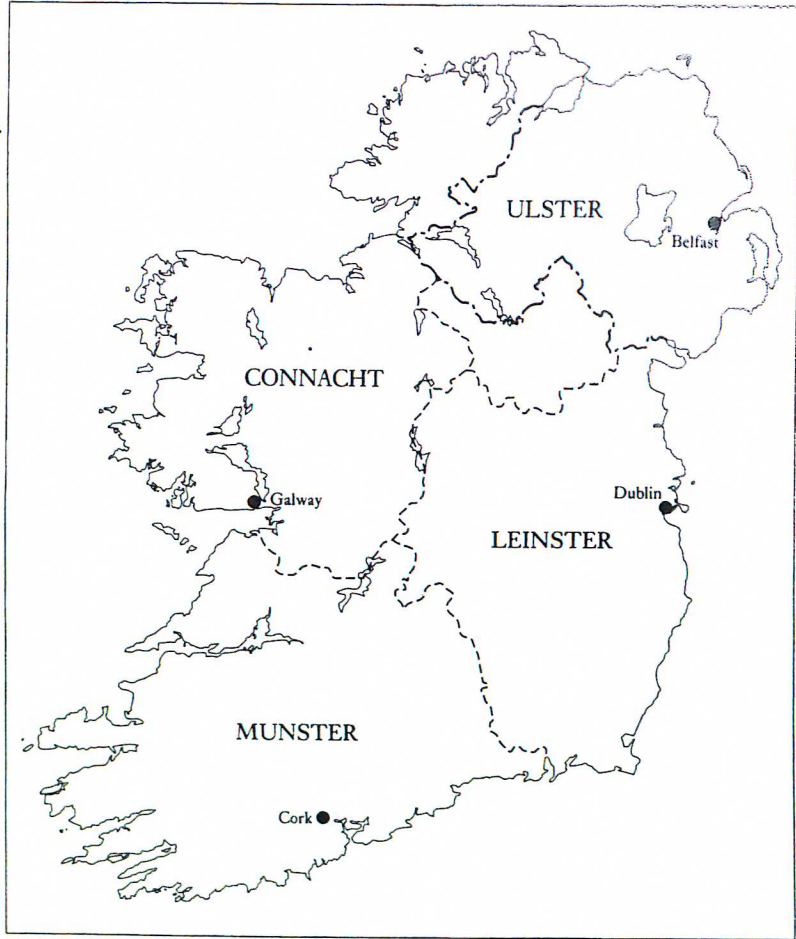 ULSTER
Belfast
CONNACHT
Galway
Dublin
LEINSTER
MUNSTER
Cork